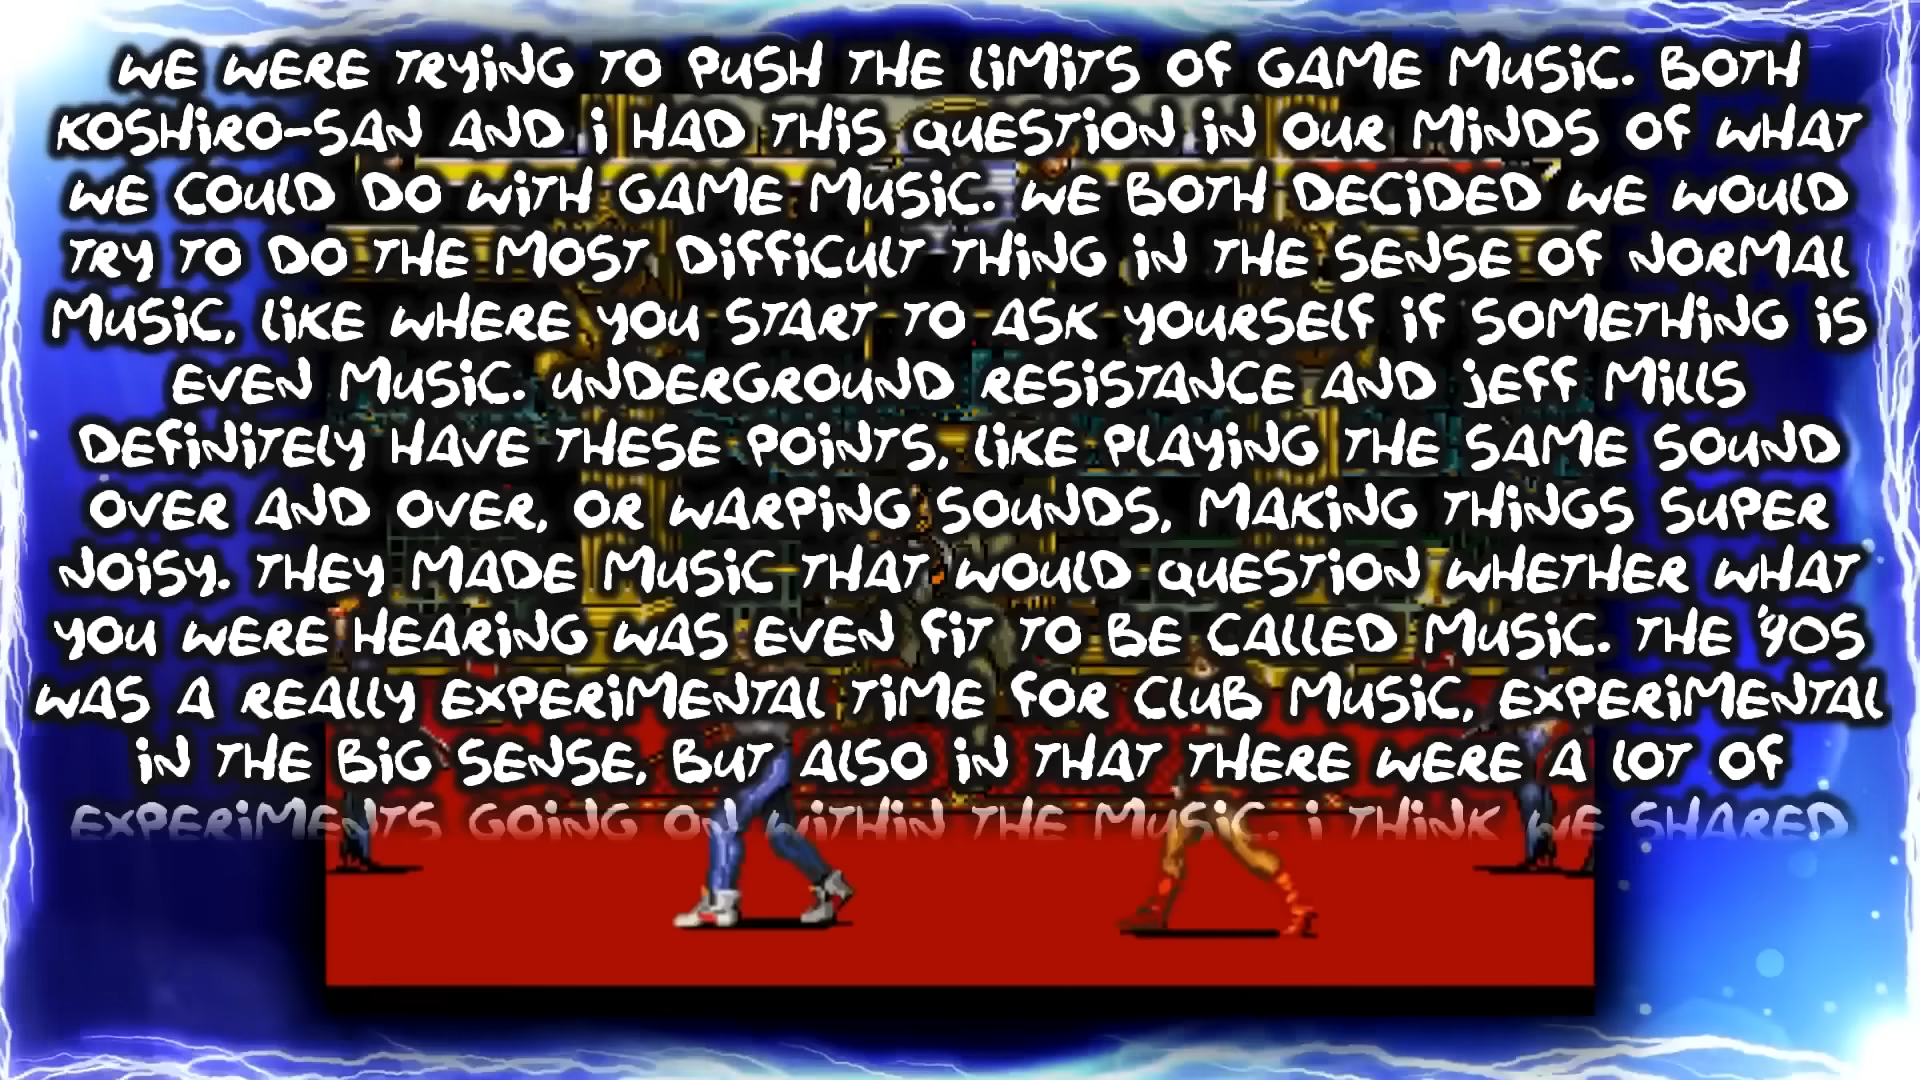 WE WERE TRYING TO PUSH THE LIMITS OF GAME MUSIC. BOTH
KOSHIRO-SAN AND I HAD THIS QUESTION IN OUR MINDS OF WHAT
WE COULD DO WITH GAME MUSIC. WE BOTH DECIDED WE WOULD
TRY TO DO THE MOST DIFFICULT THING IN THE SENSE OF NORMAL
MUSIC, LIKE WHERE YOU START TO ASK YOURSELF IF SOMETHING IS
EVEN MUSIC. UNDERGROUND RESISTANCE AND JEFF MILLS
DEFINITELY HAVE THESE POINTS, LIKE PLAYING THE SAME SOUND
OVER AND OVER, OR WARPING SOUNDS, MAKING THINGS SUPER
NOISY. THEY MADE MUSIC THAT WOULD QUESTION WHETHER WHAT
YOU WERE HEARING WAS EVEN FIT TO BE CALLED MUSIC. THE '90S
WAS A REALLY EXPERIMENTAL TIME FOR CLUB MUSIC, EXPERIMENTAL
IN THE BIG SENSE, BUT ALSO IN THAT THERE WERE A LOT OF
EXPERIMENTS GOING ON WITHIN THE MUSIC. I THINK WE SHARED